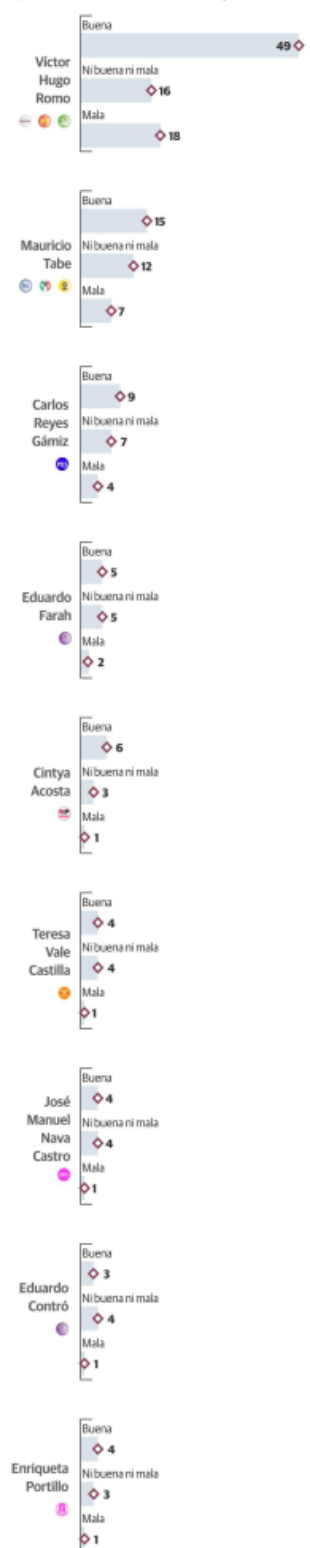 Buena
49
Víctor
Hugo
Romo
Ni buena ni mala
16
Mala
18
Buena
15
Mauricio
Tabe
Ni buena ni mala
12
Mala
7
Buena
9
Carlos
Reyes
Gámiz
Ni buena ni mala
7
Mala
4
PES
Buena
5
Eduardo
Farah
Ni buena ni mala
5
Mala
2
Buena
6
Cintya
Acosta
Ni buena ni mala
3
Mala
1
Buena
4
Teresa
Vale
Castilla
Ni buena ni mala
4
Mala
1
Buena
4
José
Manuel
Nava
Castro
Ni buena ni mala
4
Mala
1
Buena
3
Eduardo
Contró
Ni buena ni mala
4
Mala
1
Buena
4
Enriqueta
Portillo
Ni buena ni mala
3
Mala
1